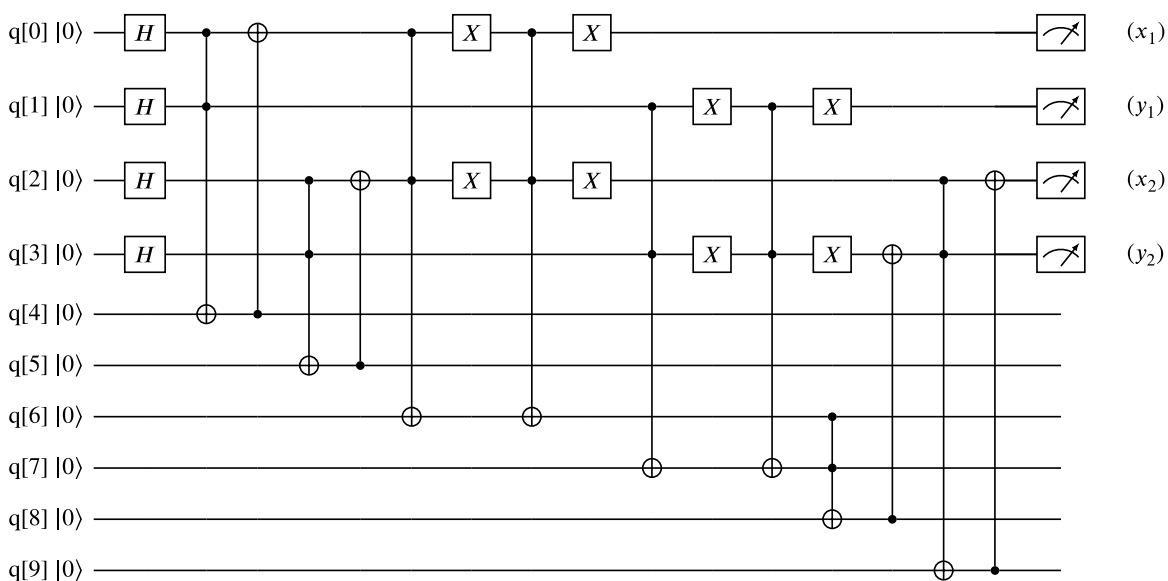 q[0] |0⟩ H X X (x₁)
q[1] |0⟩ H X X (y₁)
q[2] |0⟩ H X X (x₂)
q[3] |0⟩ H X X (y₂)
q[4] |0⟩
q[5] |0⟩
q[6] |0⟩
q[7] |0⟩
q[8] |0⟩
q[9] |0⟩